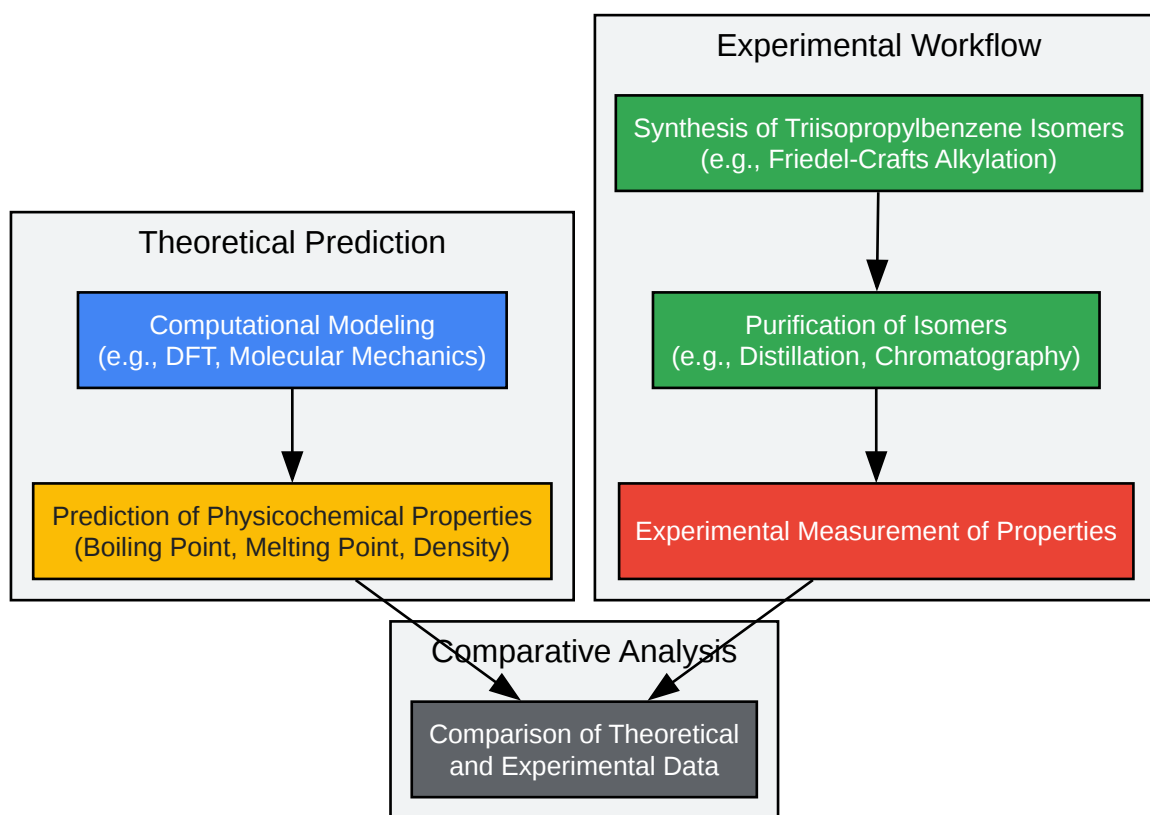 Experimental Workflow
Synthesis of Triisopropylbenzene Isomers
(e.g., Friedel-Crafts Alkylation)
Purification of Isomers
(e.g., Distillation, Chromatography)
Experimental Measurement of Properties
Theoretical Prediction
Computational Modeling
(e.g., DFT, Molecular Mechanics)
Prediction of Physicochemical Properties
(Boiling Point, Melting Point, Density)
Comparative Analysis
Comparison of Theoretical
and Experimental Data